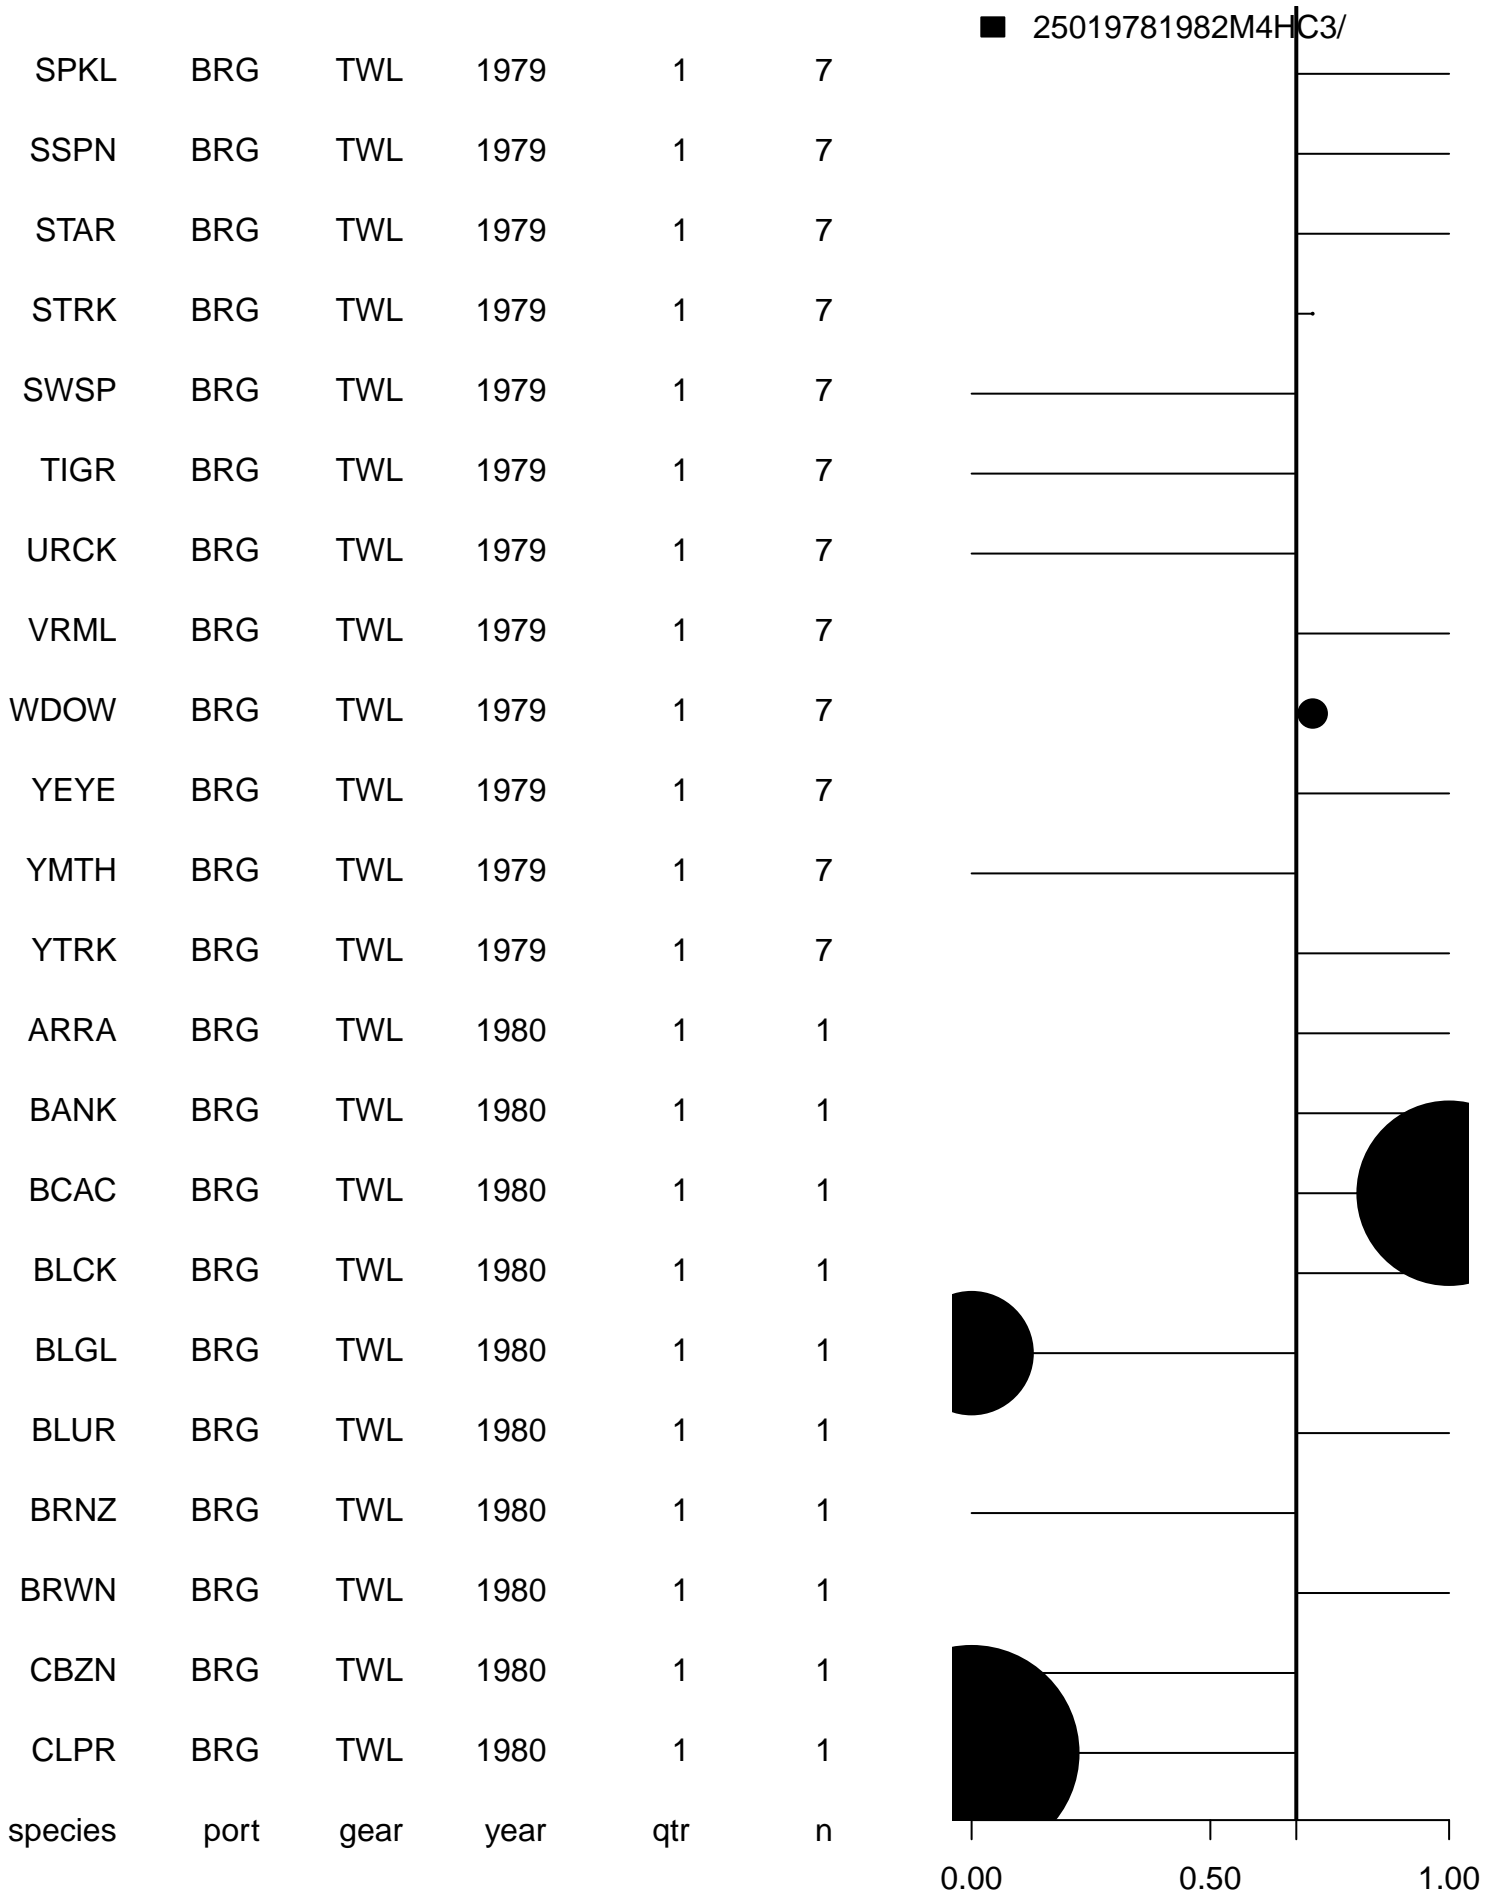 25019781982M4HC3/
SPKL BRG TWL 1979 1 7
SSPN BRG TWL 1979 1 7
STAR BRG TWL 1979 1 7
STRK BRG TWL 1979 1 7
SWSP BRG TWL 1979 1 7
TIGR BRG TWL 1979 1 7
URCK BRG TWL 1979 1 7
VRML BRG TWL 1979 1 7
WDOW BRG TWL 1979 1 7
YEYE BRG TWL 1979 1 7
YMTH BRG TWL 1979 1 7
YTRK BRG TWL 1979 1 7
ARRA BRG TWL 1980 1 1
BANK BRG TWL 1980 1 1
BCAC BRG TWL 1980 1 1
BLCK BRG TWL 1980 1 1
BLGL BRG TWL 1980 1 1
BLUR BRG TWL 1980 1 1
BRNZ BRG TWL 1980 1 1
BRWN BRG TWL 1980 1 1
CBZN BRG TWL 1980 1 1
CLPR BRG TWL 1980 1 1
species port gear year qtr n
0.00 0.50 1.00